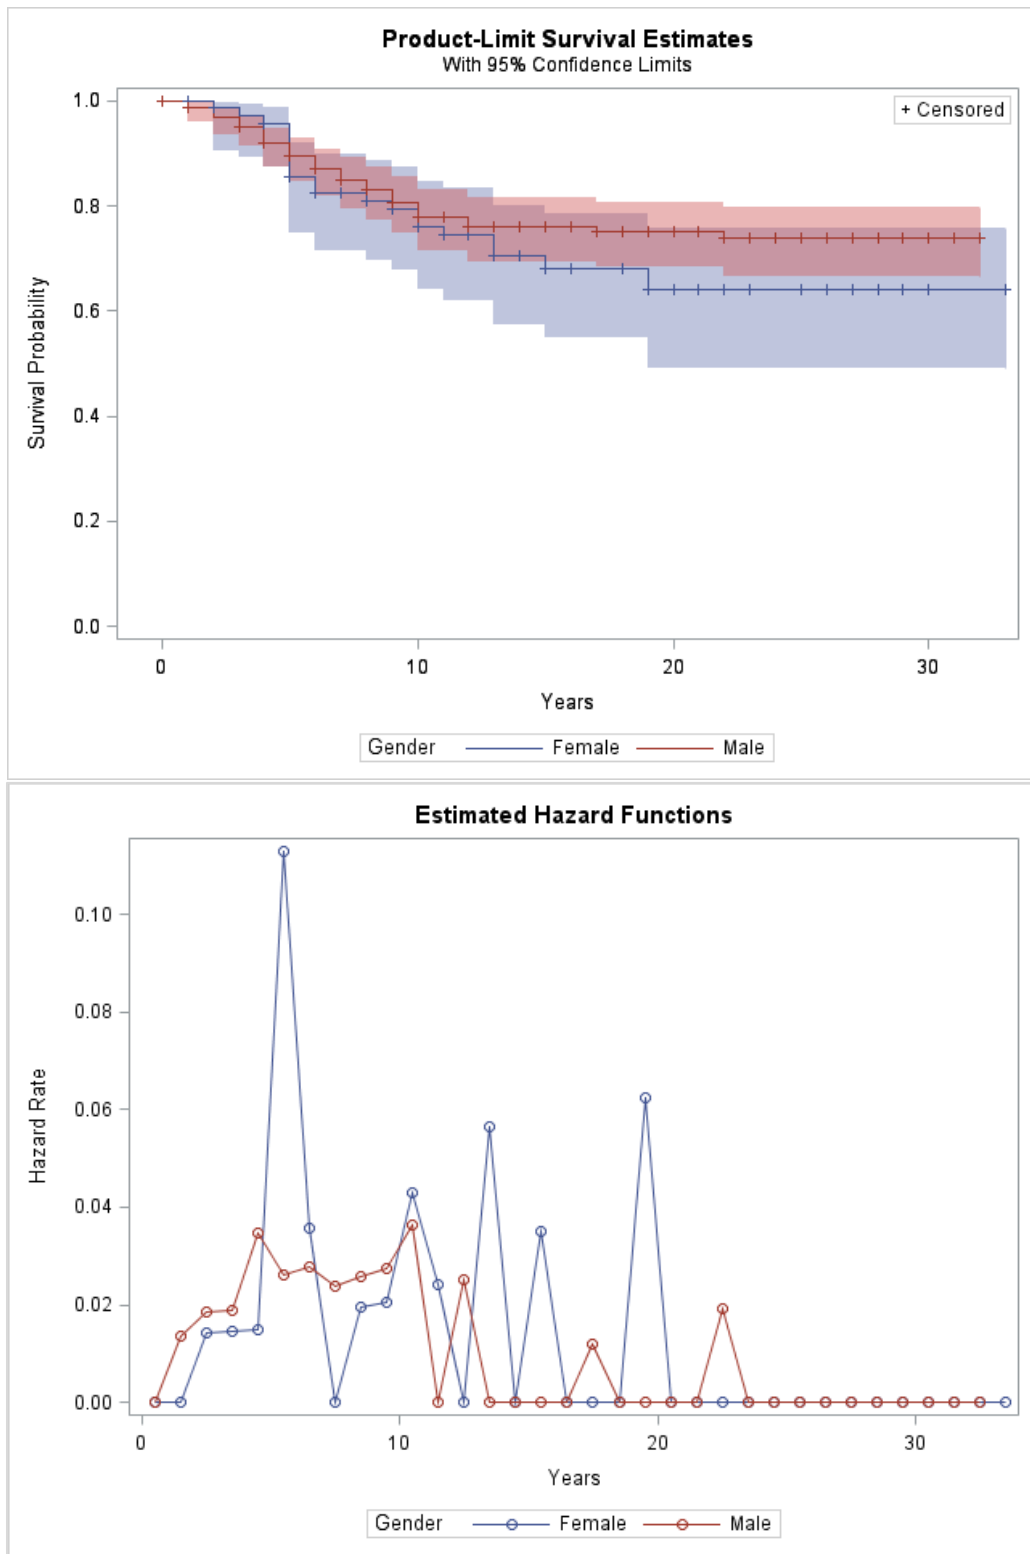 Product-Limit Survival Estimates
With 95% Confidence Limits
+ Censored
1.0
0.8
0.6
0.4
0.2
0.0
Survival Probability
0 10 20 30
Years
Gender Female Male
Estimated Hazard Functions
0.10
0.08
0.06
0.04
0.02
0.00
Hazard Rate
0 10 20 30
Years
Gender Female Male